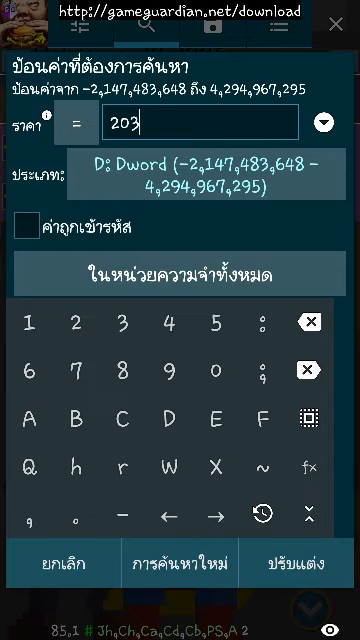 http://gameguardian.net/download
ป้อนค่าที่ต้องการค้นหา
ป้อนค่าจาก -2,147,483,648 ถึง 4,294,967,295
ราคา = 203
ประเภท: D: Dword (-2,147,483,648 -
4,294,967,295)
ค่าถูกเข้ารหัส
ในหน่วยความจำทั้งหมด
1 2 3 4 5 :
6 7 8 9 0 ;
A B C D E F
Q h r W X ~ fx
, . - ← →
ยกเลิก การค้นหาใหม่ ปรับแต่ง
85,1 # Jh,Ch,Ca,Cd,Cb,PS,A 2